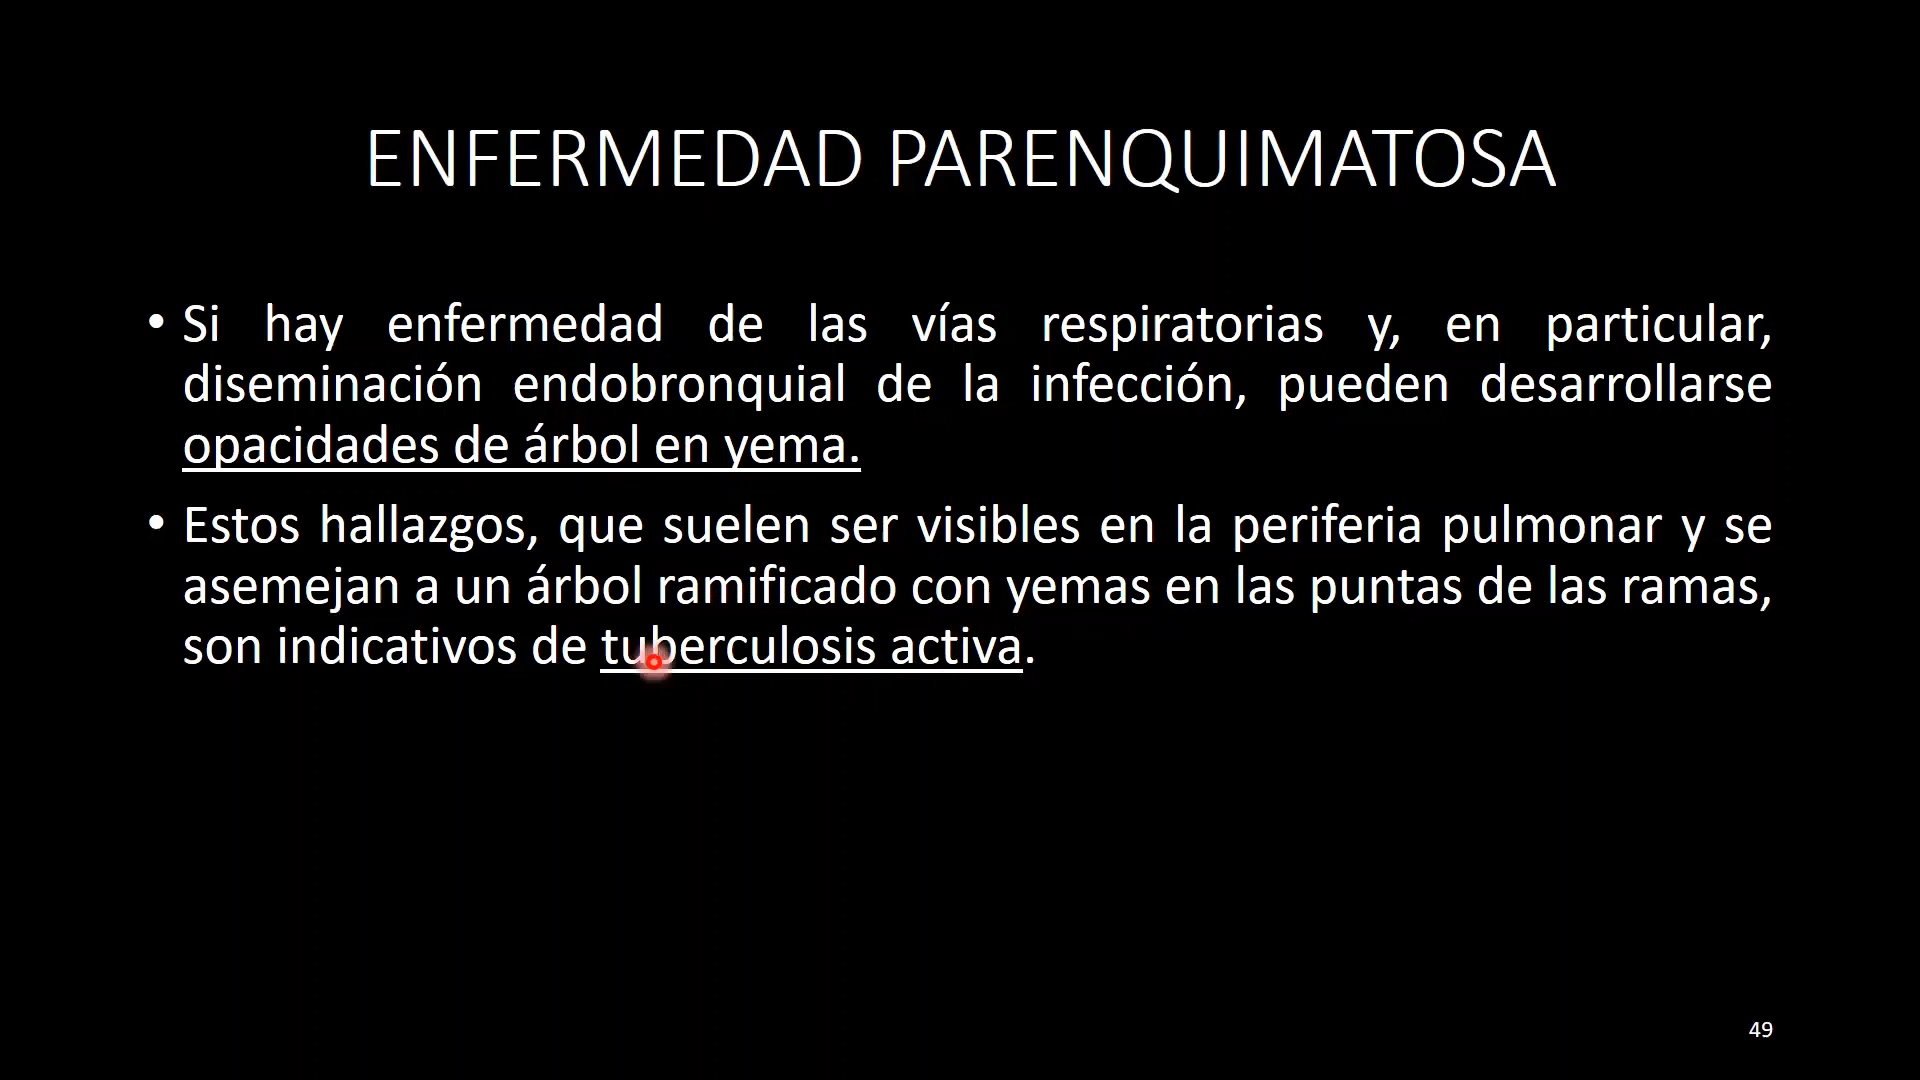 ENFERMEDAD PARENQUIMATOSA
• Si hay enfermedad de las vías respiratorias y, en particular,
diseminación endobronquial de la infección, pueden desarrollarse
opacidades de árbol en yema.
• Estos hallazgos, que suelen ser visibles en la periferia pulmonar y se
asemejan a un árbol ramificado con yemas en las puntas de las ramas,
son indicativos de tuberculosis activa.
49